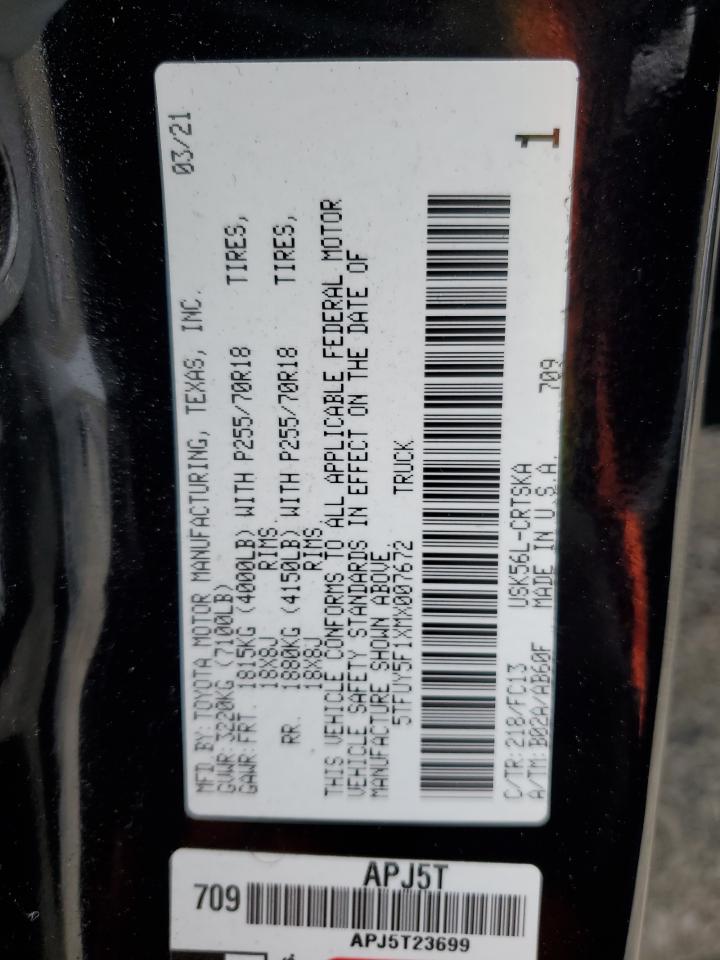 MFD.BY:TOYOTA MOTOR MANUFACTURING, TEXAS, INC. 03/21
GVWR:3220KG (7100LB)
GAWR:FRT. 1815KG (4000LB) WITH P255/70R18 TIRES,
18X8J RIMS.
RR. 1880KG (4150LB) WITH P255/70R18 TIRES,
18X8J RIMS.
THIS VEHICLE CONFORMS TO ALL APPLICABLE FEDERAL MOTOR
VEHICLE SAFETY STANDARDS IN EFFECT ON THE DATE OF
MANUFACTURE SHOWN ABOVE.
5TFUY5F1XMX007672 TRUCK
C/TR:218/FC13 USK56L-CRTSKA 709 1
A/TM:B02A/AB60F MADE IN U.S.A.
APJ5T
709
APJ5T23699